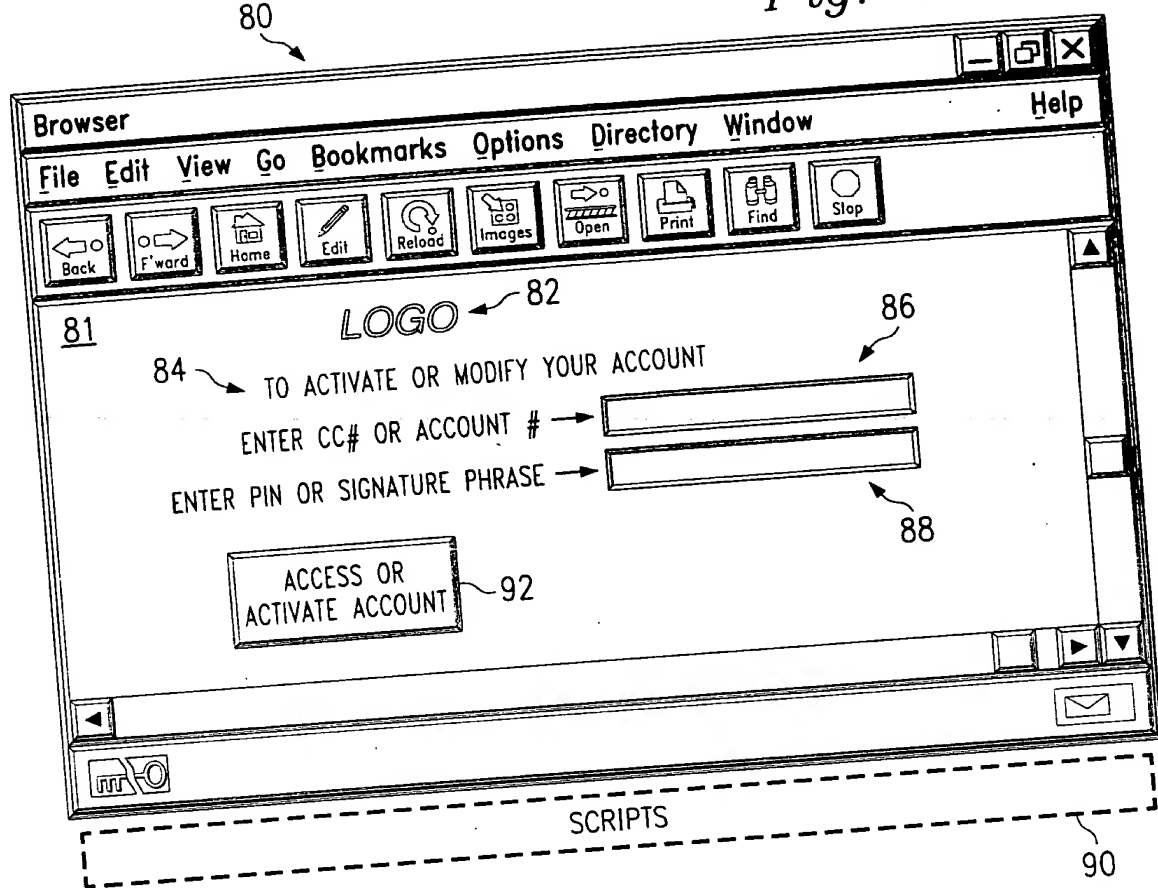 80
Fig.
Browser
File Edit View Go Bookmarks Options Directory Window Help
Back F'ward Home Edit Reload Images Open Print Find Stop
81
LOGO 82
84 TO ACTIVATE OR MODIFY YOUR ACCOUNT 86
ENTER CC# OR ACCOUNT #
ENTER PIN OR SIGNATURE PHRASE
88
ACCESS OR
ACTIVATE ACCOUNT 92
SCRIPTS
90